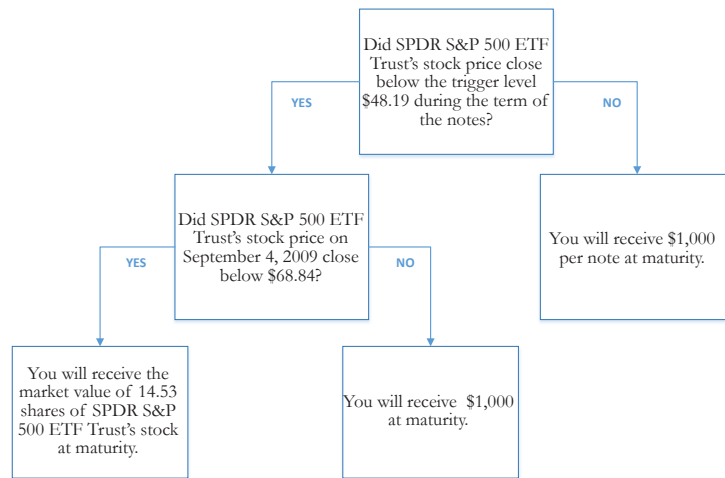 Did SPDR S&P 500 ETF
Trust's stock price close
below the trigger level
$48.19 during the term of
the notes?
YES
NO
Did SPDR S&P 500 ETF
Trust's stock price on
September 4, 2009 close
below $68.84?
You will receive $1,000
per note at maturity.
YES
NO
You will receive the
market value of 14.53
shares of SPDR S&P
500 ETF Trust's stock
at maturity.
You will receive $1,000
at maturity.